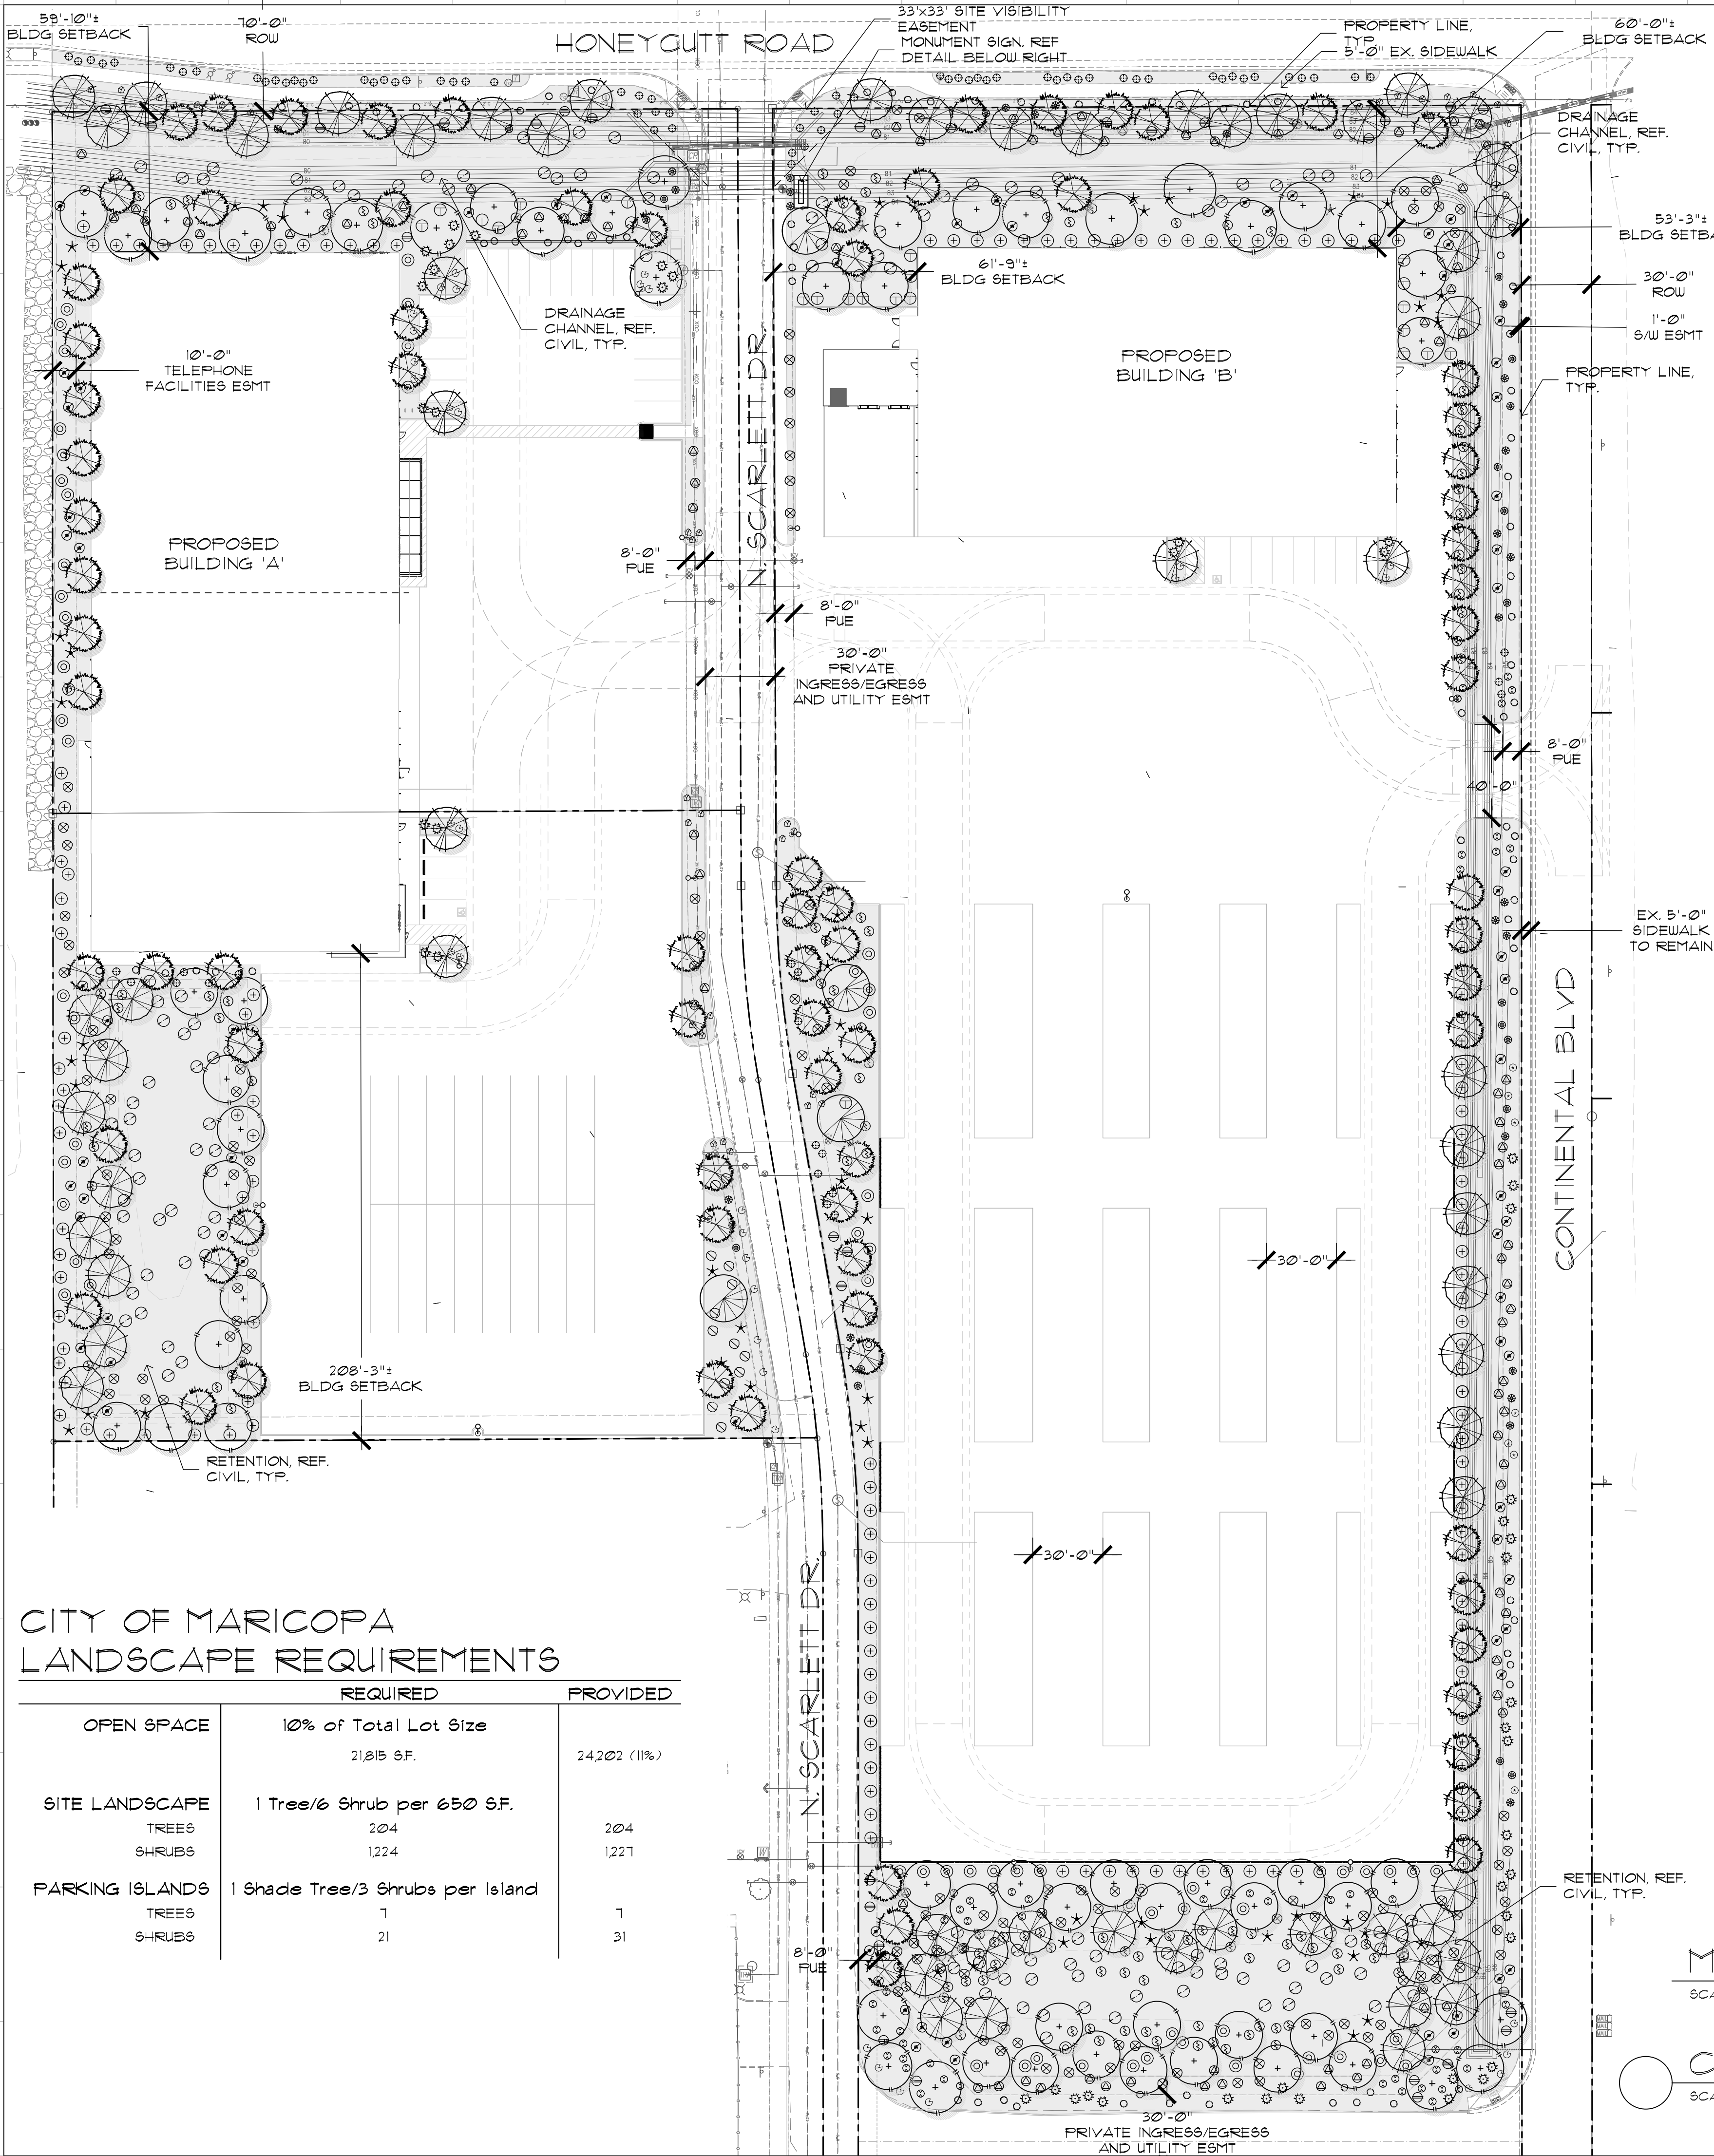 59'-10"±
BLDG SETBACK
70'-0"
ROW
HONEYCUTT ROAD
33'x33' SITE VISIBILITY
EASEMENT
MONUMENT SIGN. REF
DETAIL BELOW RIGHT
PROPERTY LINE,
TYP.
5'-0" EX. SIDEWALK
60'-0"±
BLDG SETBACK
DRAINAGE
CHANNEL, REF.
CIVIL, TYP.
53'-3"±
61'-9"±
BLDG SETBACK
30'-0"
ROW
1'-0"
S/W ESMT
DRAINAGE
CHANNEL, REF.
CIVIL, TYP.
10'-0"
TELEPHONE
FACILITIES ESMT
N. SCARLETT DR.
PROPOSED
BUILDING 'B'
PROPERTY LINE,
TYP.
PROPOSED
BUILDING 'A'
8'-0"
PUE
8'-0"
PUE
30'-0"
PRIVATE
INGRESS/EGRESS
AND UTILITY ESMT
8'-0"
PUE
40'-0"
EX. 5'-0"
SIDEWALK
TO REMAIN
CONTINENTAL BLVD
30'-0"
208'-3"±
BLDG SETBACK
RETENTION, REF.
CIVIL, TYP.
30'-0"
N. SCARLETT DR.
CITY OF MARICOPA
LANDSCAPE REQUIREMENTS
REQUIRED PROVIDED
OPEN SPACE 10% of Total Lot Size
21,815 S.F. 24,202 (11%)
SITE LANDSCAPE 1 Tree/6 Shrub per 650 S.F.
TREES 204 204
SHRUBS 1,224 1,227
PARKING ISLANDS 1 Shade Tree/3 Shrubs per Island
TREES 7 7
SHRUBS 21 31
RETENTION, REF.
CIVIL, TYP.
8'-0"
PUE
30'-0"
PRIVATE INGRESS/EGRESS
AND UTILITY ESMT